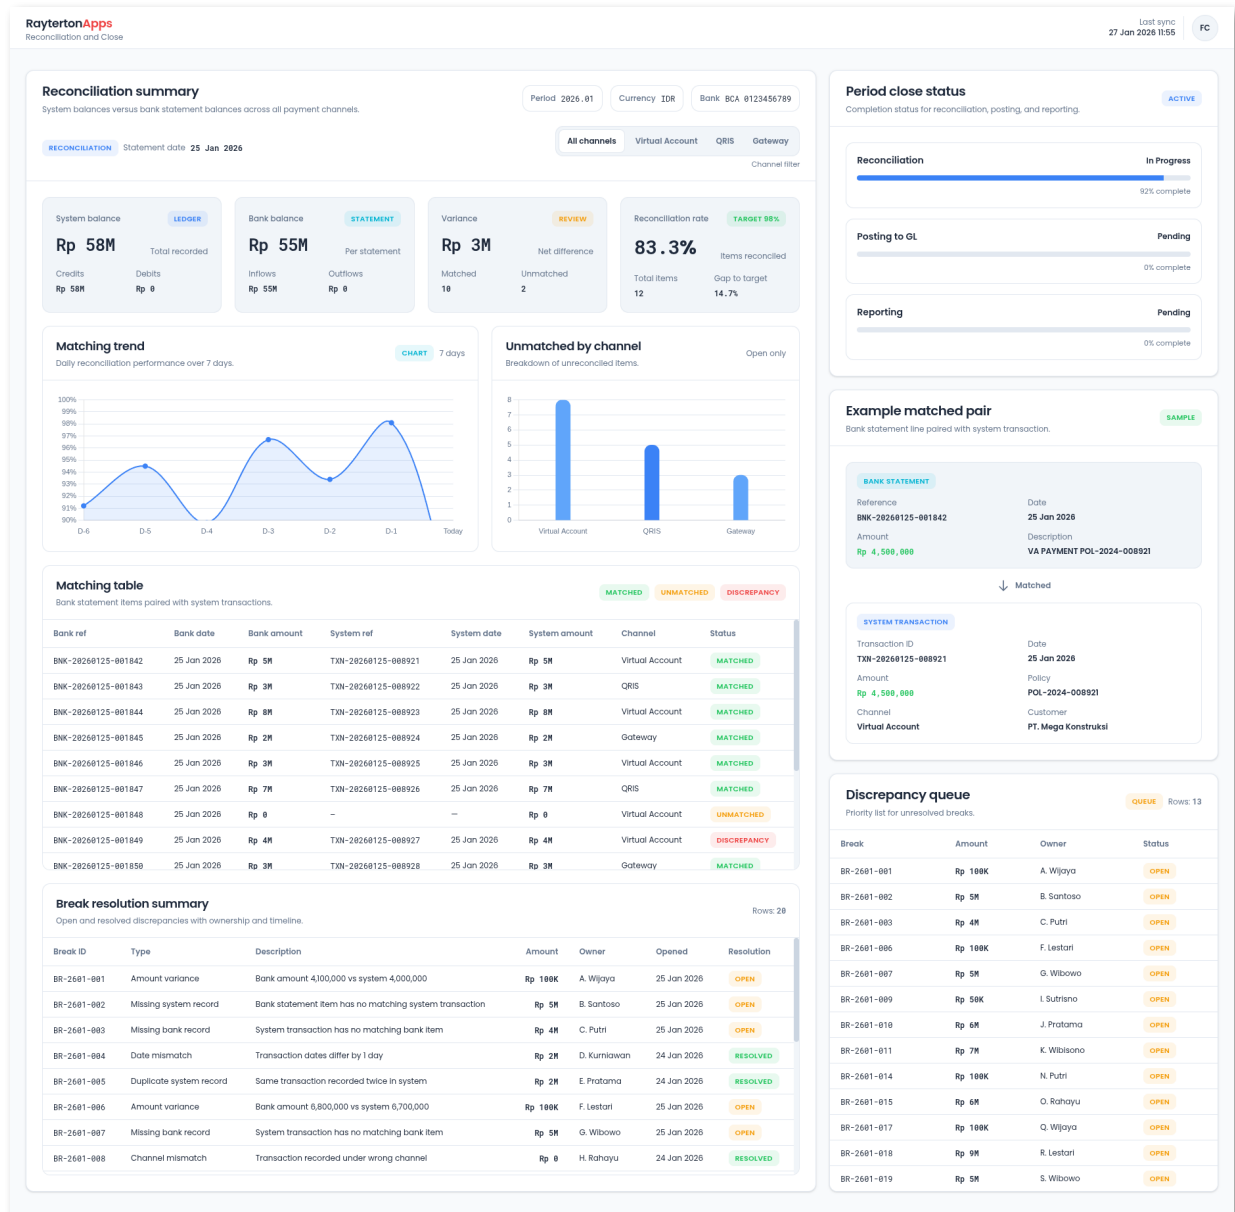 RaytertonApps
Reconciliation and Close
Last sync
27 Jan 2026 11:55
FC
Reconciliation summary
System balances versus bank statement balances across all payment channels.
Period 2026.01
Currency IDR
Bank BCA 0123456789
RECONCILIATION Statement date 25 Jan 2026
All channels Virtual Account QRIS Gateway
Channel filter
System balance LEDGER
Rp 58M Total recorded
Credits Debits
Rp 58M Rp 0
Bank balance STATEMENT
Rp 55M Per statement
Inflows Outflows
Rp 55M Rp 0
Variance REVIEW
Rp 3M Net difference
Matched Unmatched
10 2
Reconciliation rate TARGET 98%
83.3% Items reconciled
Total items Gap to target
12 14.7%
Matching trend
Daily reconciliation performance over 7 days.
CHART 7 days
100%
99%
98%
97%
96%
95%
94%
93%
92%
91%
90%
D-6 D-5 D-4 D-3 D-2 D-1 Today
Unmatched by channel
Breakdown of unreconciled items.
Open only
8
7
6
5
4
3
2
1
0
Virtual Account QRIS Gateway
Matching table
Bank statement items paired with system transactions.
MATCHED UNMATCHED DISCREPANCY
Bank ref Bank date Bank amount System ref System date System amount Channel Status
BNK-20260125-001842 25 Jan 2026 Rp 5M TXN-20260125-008921 25 Jan 2026 Rp 5M Virtual Account MATCHED
BNK-20260125-001843 25 Jan 2026 Rp 3M TXN-20260125-008922 25 Jan 2026 Rp 3M QRIS MATCHED
BNK-20260125-001844 25 Jan 2026 Rp 8M TXN-20260125-008923 25 Jan 2026 Rp 8M Virtual Account MATCHED
BNK-20260125-001845 25 Jan 2026 Rp 2M TXN-20260125-008924 25 Jan 2026 Rp 2M Gateway MATCHED
BNK-20260125-001846 25 Jan 2026 Rp 3M TXN-20260125-008925 25 Jan 2026 Rp 3M Virtual Account MATCHED
BNK-20260125-001847 25 Jan 2026 Rp 7M TXN-20260125-008926 25 Jan 2026 Rp 7M QRIS MATCHED
BNK-20260125-001848 25 Jan 2026 Rp 0 — — Rp 0 Virtual Account UNMATCHED
BNK-20260125-001849 25 Jan 2026 Rp 4M TXN-20260125-008927 25 Jan 2026 Rp 4M Virtual Account DISCREPANCY
BNK-20260125-001850 25 Jan 2026 Rp 3M TXN-20260125-008928 25 Jan 2026 Rp 3M Gateway MATCHED
Break resolution summary
Open and resolved discrepancies with ownership and timeline.
Rows: 20
Break ID Type Description Amount Owner Opened Resolution
BR-2601-001 Amount variance Bank amount 4,100,000 vs system 4,000,000 Rp 100K A. Wijaya 25 Jan 2026 OPEN
BR-2601-002 Missing system record Bank statement item has no matching system transaction Rp 5M B. Santoso 25 Jan 2026 OPEN
BR-2601-003 Missing bank record System transaction has no matching bank item Rp 4M C. Putri 25 Jan 2026 OPEN
BR-2601-004 Date mismatch Transaction dates differ by 1 day Rp 2M D. Kurniawan 24 Jan 2026 RESOLVED
BR-2601-005 Duplicate system record Same transaction recorded twice in system Rp 2M E. Pratama 24 Jan 2026 RESOLVED
BR-2601-006 Amount variance Bank amount 6,800,000 vs system 6,700,000 Rp 100K F. Lestari 25 Jan 2026 OPEN
BR-2601-007 Missing bank record System transaction has no matching bank item Rp 5M G. Wibowo 25 Jan 2026 OPEN
BR-2601-008 Channel mismatch Transaction recorded under wrong channel Rp 0 H. Rahayu 24 Jan 2026 RESOLVED
Period close status
Completion status for reconciliation, posting, and reporting.
ACTIVE
Reconciliation In Progress
92% complete
Posting to GL Pending
0% complete
Reporting Pending
0% complete
Example matched pair
Bank statement line paired with system transaction.
SAMPLE
BANK STATEMENT
Reference Date
BNK-20260125-001842 25 Jan 2026
Amount Description
Rp 4,500,000 VA PAYMENT POL-2024-008921
Matched
SYSTEM TRANSACTION
Transaction ID Date
TXN-20260125-008921 25 Jan 2026
Amount Policy
Rp 4,500,000 POL-2024-008921
Channel Customer
Virtual Account PT. Mega Konstruksi
Discrepancy queue
Priority list for unresolved breaks.
QUEUE Rows: 13
Break Amount Owner Status
BR-2601-001 Rp 100K A. Wijaya OPEN
BR-2601-002 Rp 5M B. Santoso OPEN
BR-2601-003 Rp 4M C. Putri OPEN
BR-2601-006 Rp 100K F. Lestari OPEN
BR-2601-007 Rp 5M G. Wibowo OPEN
BR-2601-009 Rp 50K I. Sutrisno OPEN
BR-2601-010 Rp 6M J. Pratama OPEN
BR-2601-011 Rp 7M K. Wibisono OPEN
BR-2601-014 Rp 100K N. Putri OPEN
BR-2601-015 Rp 6M O. Rahayu OPEN
BR-2601-017 Rp 100K Q. Wijaya OPEN
BR-2601-018 Rp 9M R. Lestari OPEN
BR-2601-019 Rp 5M S. Wibowo OPEN